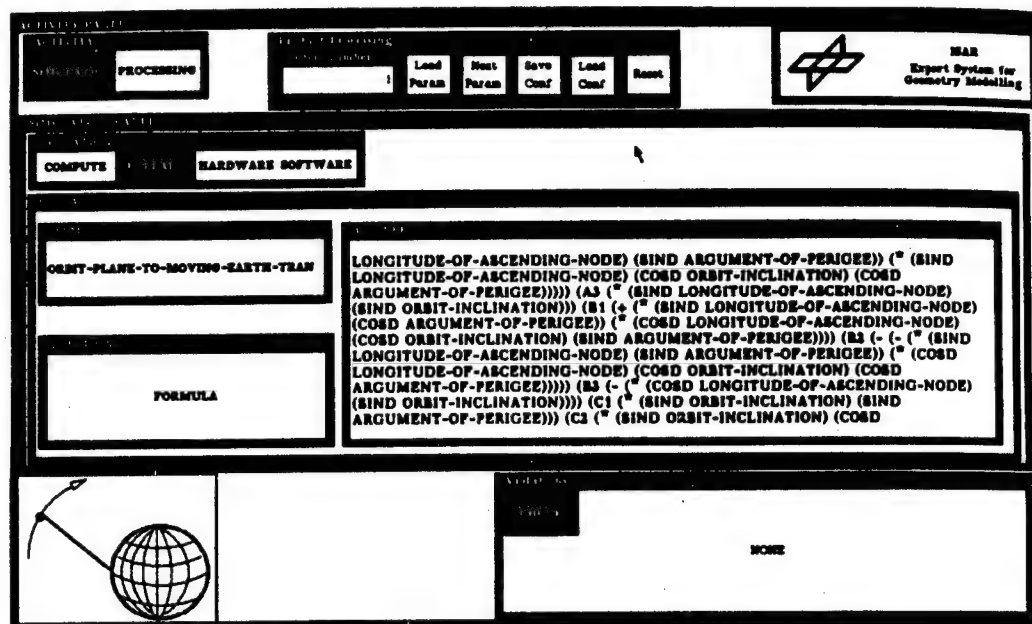 ACTIVITY PAGE
ACTIVITY
PROCESSING
Load Param
Next Param
Save Conf
Load Conf
Reset
1
ISAR
Expert System for
Geometry Modelling
COMPUTE
HARDWARE SOFTWARE
ORBIT-PLANE-TO-MOVING-EARTH-TRAN
FORMULA
LONGITUDE-OF-ASCENDING-NODE) (SIND ARGUMENT-OF-PERIGEE)) (* (SIND
LONGITUDE-OF-ASCENDING-NODE) (COSD ORBIT-INCLINATION) (COSD
ARGUMENT-OF-PERIGEE))))) (A3 (* (SIND LONGITUDE-OF-ASCENDING-NODE)
(SIND ORBIT-INCLINATION))) (B1 (+ (* (SIND LONGITUDE-OF-ASCENDING-NODE)
(COSD ARGUMENT-OF-PERIGEE)) (* (COSD LONGITUDE-OF-ASCENDING-NODE)
(COSD ORBIT-INCLINATION) (SIND ARGUMENT-OF-PERIGEE)))) (B2 (- (- (* (SIND
LONGITUDE-OF-ASCENDING-NODE) (SIND ARGUMENT-OF-PERIGEE)) (* (COSD
LONGITUDE-OF-ASCENDING-NODE) (COSD ORBIT-INCLINATION) (COSD
ARGUMENT-OF-PERIGEE))))) (B3 (- (* (COSD LONGITUDE-OF-ASCENDING-NODE)
(SIND ORBIT-INCLINATION)))) (C1 (* (SIND ORBIT-INCLINATION) (SIND
ARGUMENT-OF-PERIGEE))) (C2 (* (SIND ORBIT-INCLINATION) (COSD
NONE